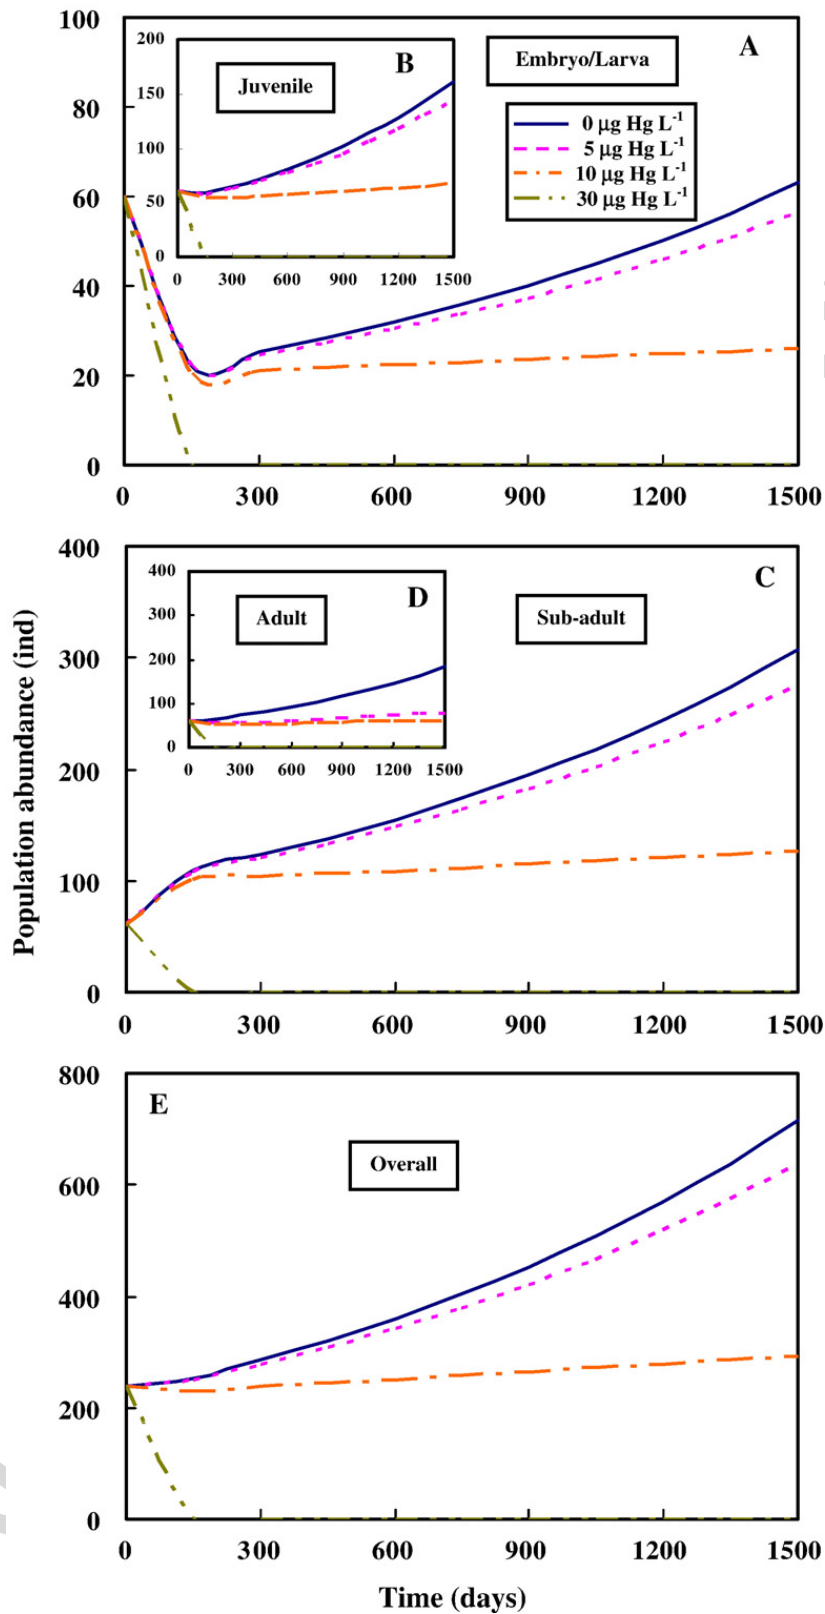 100
80
60
40
20
0
0 300 600 900 1200 1500
A
Embryo/Larva
0 µg Hg L-1
5 µg Hg L-1
10 µg Hg L-1
30 µg Hg L-1
200
150
100
50
0
0 300 600 900 1200 1500
B
Juvenile
Population abundance (ind)
400
300
200
100
0
0 300 600 900 1200 1500
C
Sub-adult
400
300
200
100
0
0 300 600 900 1200 1500
D
Adult
800
600
400
200
0
0 300 600 900 1200 1500
E
Overall
Time (days)